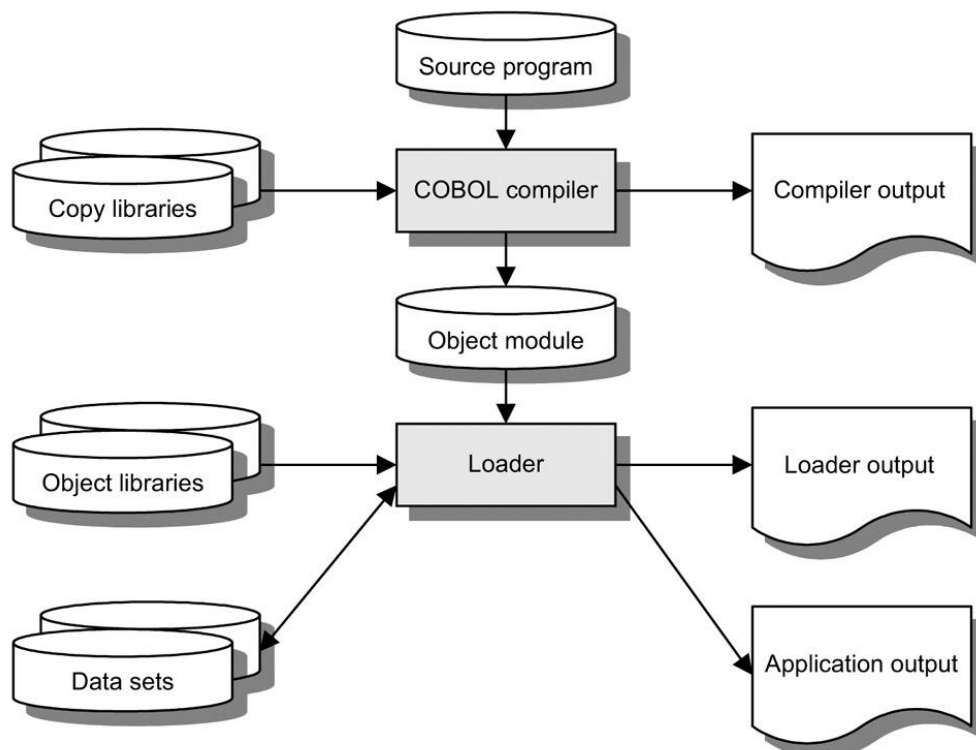 Source program
Copy libraries
COBOL compiler
Compiler output
Object module
Object libraries
Loader
Loader output
Data sets
Application output